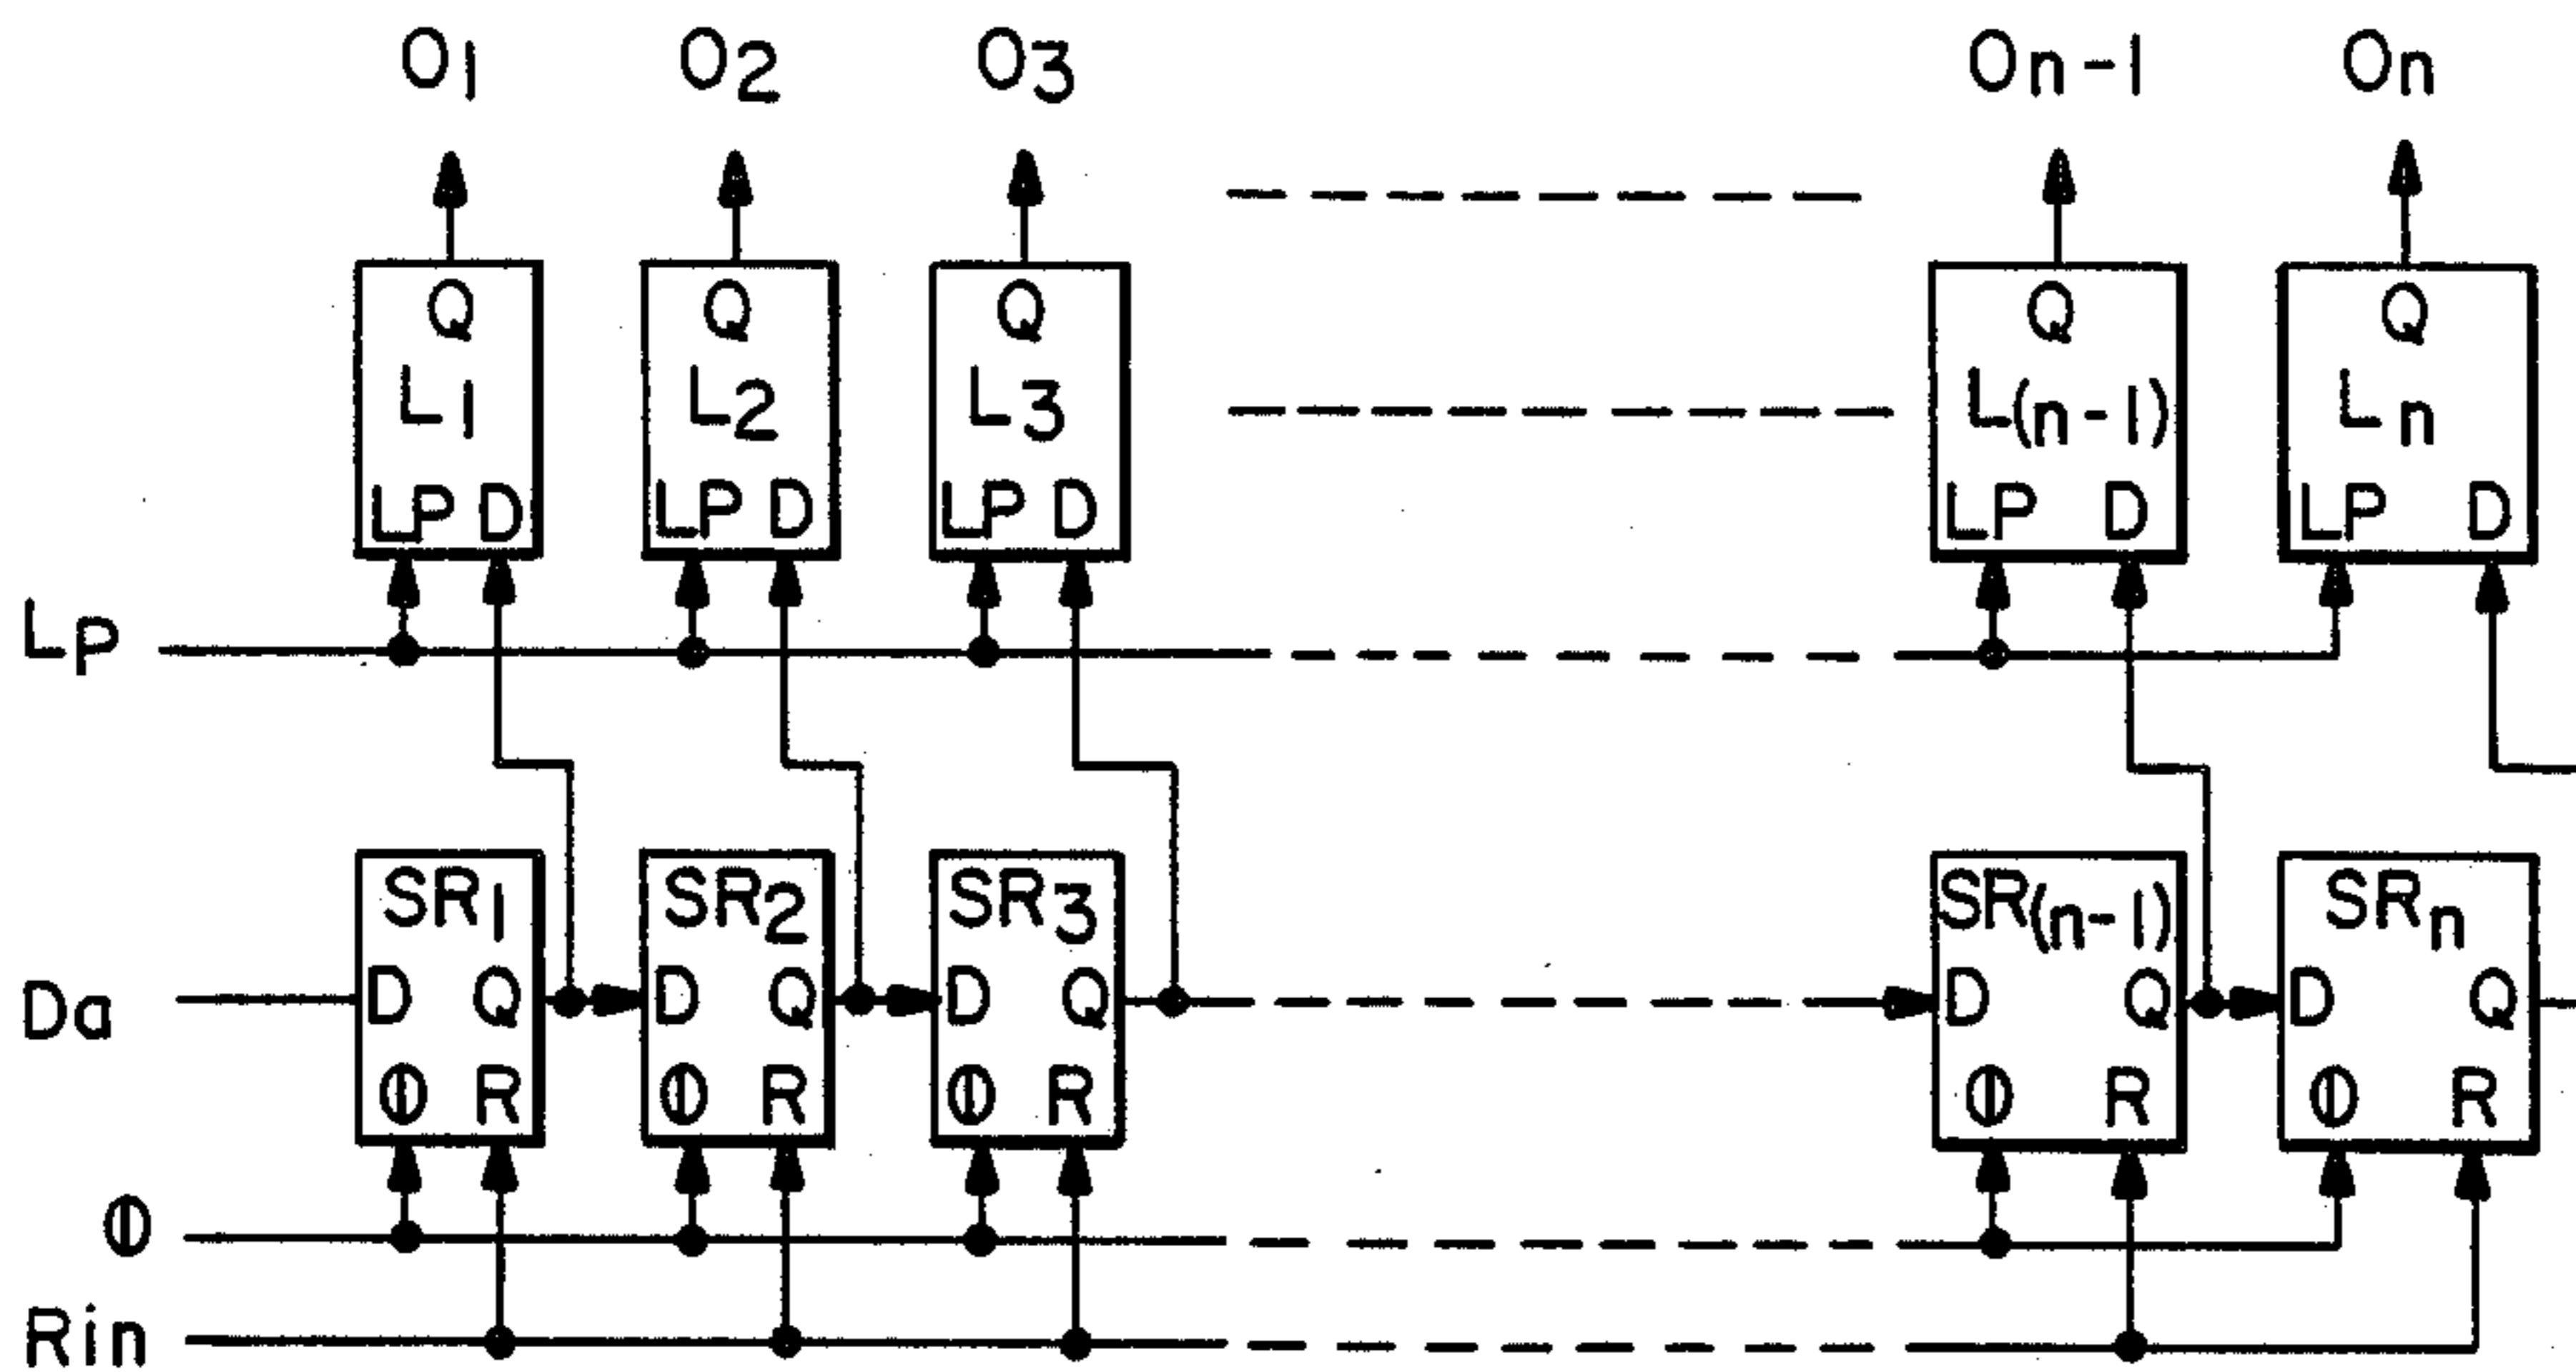 O1 O2 O3 On-1 On
Q Q Q Q Q
L1 L2 L3 L(n-1) Ln
LP D LP D LP D LP D LP D
LP
SR1 SR2 SR3 SR(n-1) SRn
Da D Q D Q D Q D Q D Q
Φ R Φ R Φ R Φ R Φ R
Φ
Rin